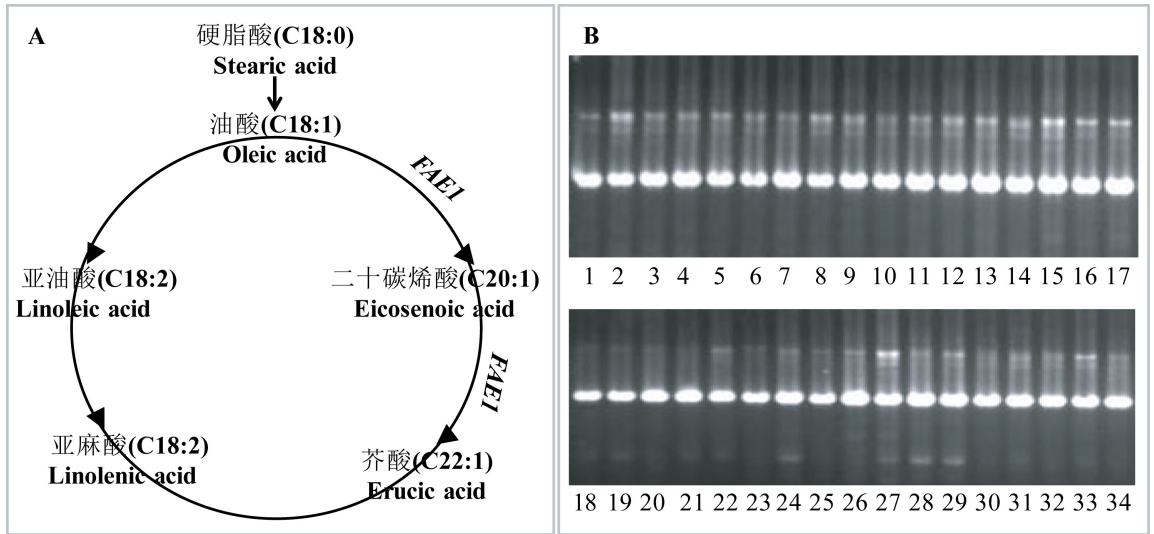 A
硬脂酸(C18:0)
Stearic acid
油酸(C18:1)
Oleic acid
FAE1
亚油酸(C18:2)
Linoleic acid
二十碳烯酸(C20:1)
Eicosenoic acid
FAE1
亚麻酸(C18:2)
Linolenic acid
芥酸(C22:1)
Erucic acid
B
1 2 3 4 5 6 7 8 9 10 11 12 13 14 15 16 17
18 19 20 21 22 23 24 25 26 27 28 29 30 31 32 33 34